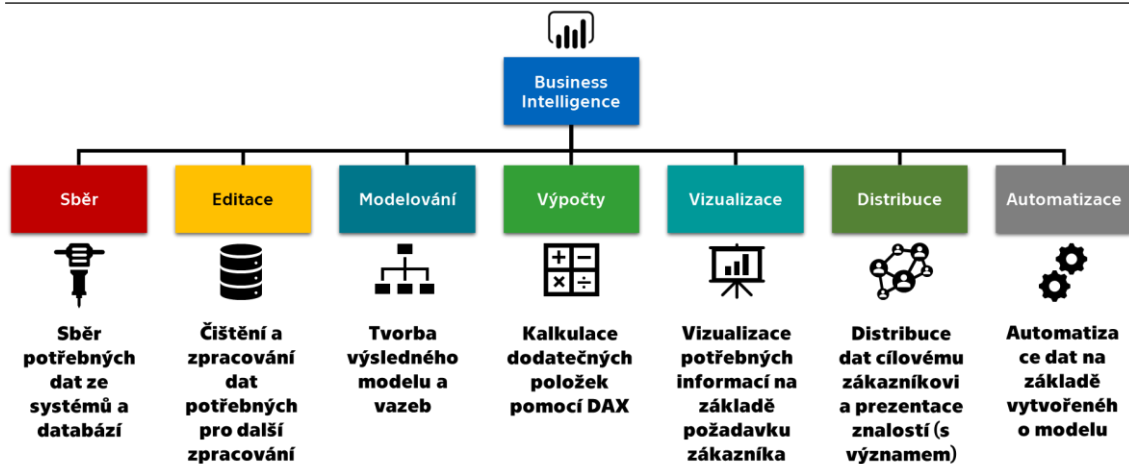 Business
Intelligence
Sběr
Editace
Modelování
Výpočty
Vizualizace
Distribuce
Automatizace
Sběr
potřebných
dat ze
systémů a
databází
Čištění a
zpracování
dat
potřebných
pro další
zpracování
Tvorba
výsledného
modelu a
vazeb
Kalkulace
dodatečných
položek
pomocí DAX
Vizualizace
potřebných
informací na
základě
požadavku
zákazníka
Distribuce
dat cílovému
zákazníkovi
a prezentace
znalostí (s
významem)
Automatiza
ce dat na
základě
vytvořenéh
o modelu